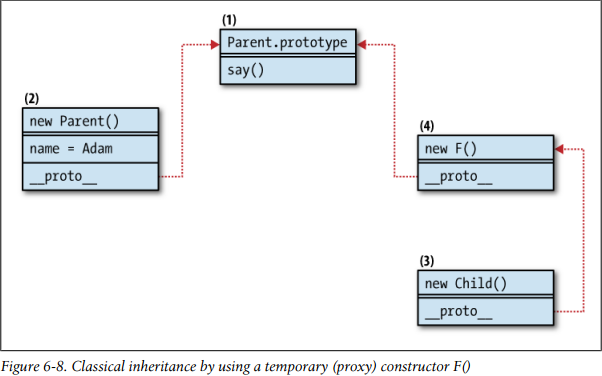 (1)
Parent.prototype
say()
(2)
new Parent()
name = Adam
__proto__
(4)
new F()
__proto__
(3)
new Child()
__proto__
Figure 6-8. Classical inheritance by using a temporary (proxy) constructor F()